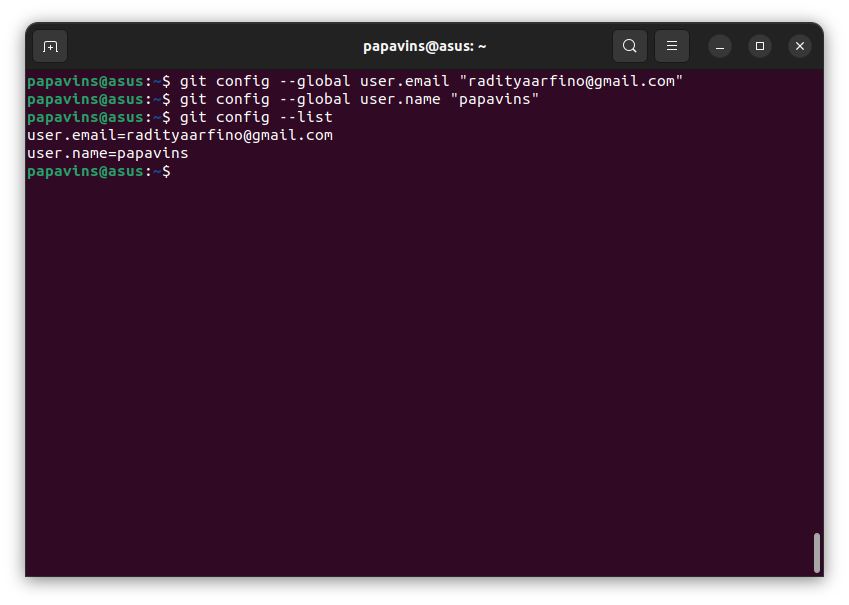 papavins@asus: ~
papavins@asus:~$ git config --global user.email "radityaarfino@gmail.com"
papavins@asus:~$ git config --global user.name "papavins"
papavins@asus:~$ git config --list
user.email=radityaarfino@gmail.com
user.name=papavins
papavins@asus:~$